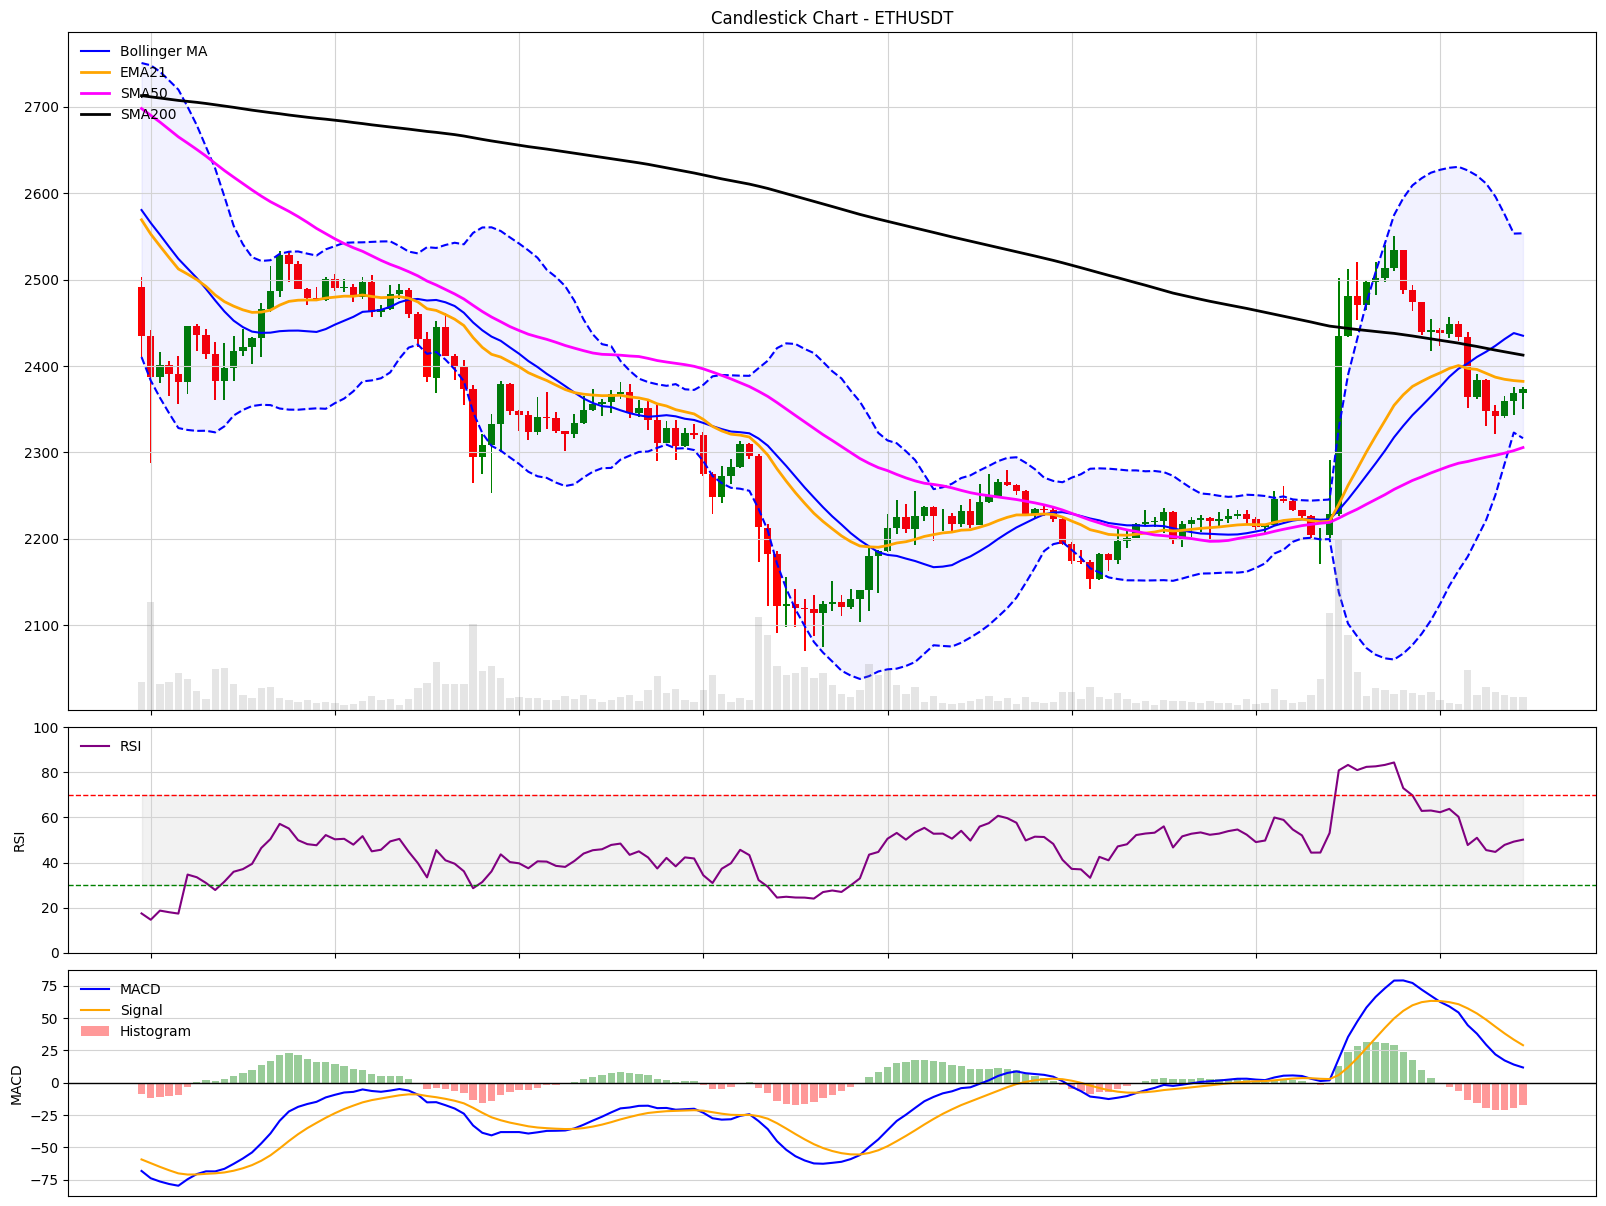 Candlestick Chart - ETHUSDT
Bollinger MA
EMA21
SMA50
SMA200
2700
2600
2500
2400
2300
2200
2100
RSI
RSI
100
80
60
40
20
0
MACD
Signal
Histogram
MACD
75
50
25
0
−25
−50
−75